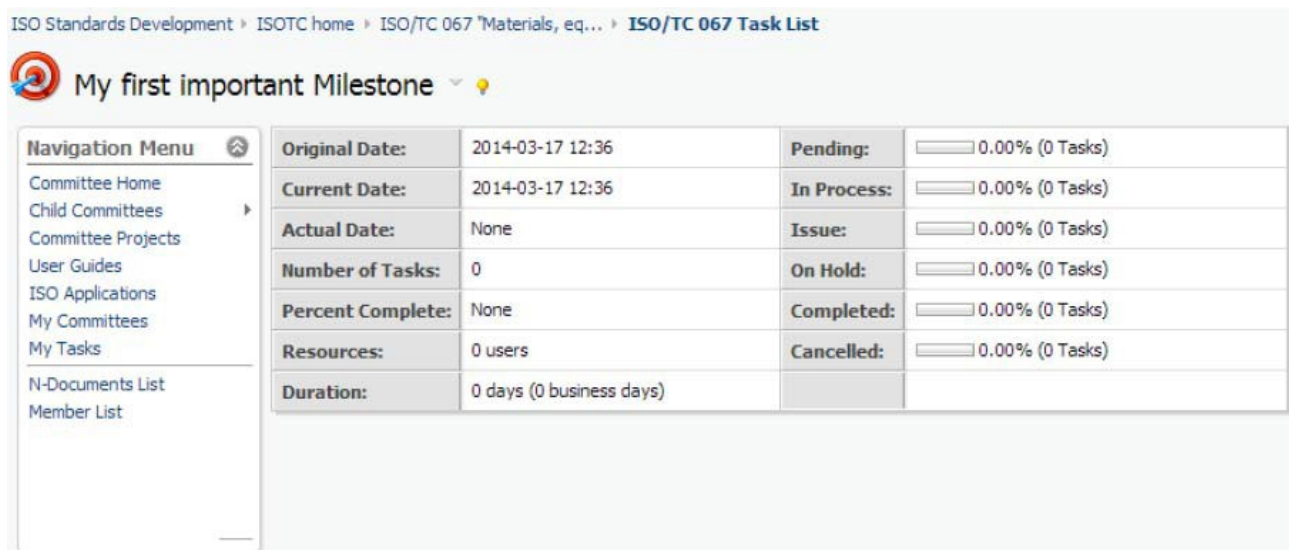 ISO Standards Development ▸ ISOTC home ▸ ISO/TC 067 "Materials, eq... ▸ ISO/TC 067 Task List
My first important Milestone
Navigation Menu
Committee Home
Child Committees
Committee Projects
User Guides
ISO Applications
My Committees
My Tasks
N-Documents List
Member List
Original Date: 2014-03-17 12:36 Pending: 0.00% (0 Tasks)
Current Date: 2014-03-17 12:36 In Process: 0.00% (0 Tasks)
Actual Date: None Issue: 0.00% (0 Tasks)
Number of Tasks: 0 On Hold: 0.00% (0 Tasks)
Percent Complete: None Completed: 0.00% (0 Tasks)
Resources: 0 users Cancelled: 0.00% (0 Tasks)
Duration: 0 days (0 business days)